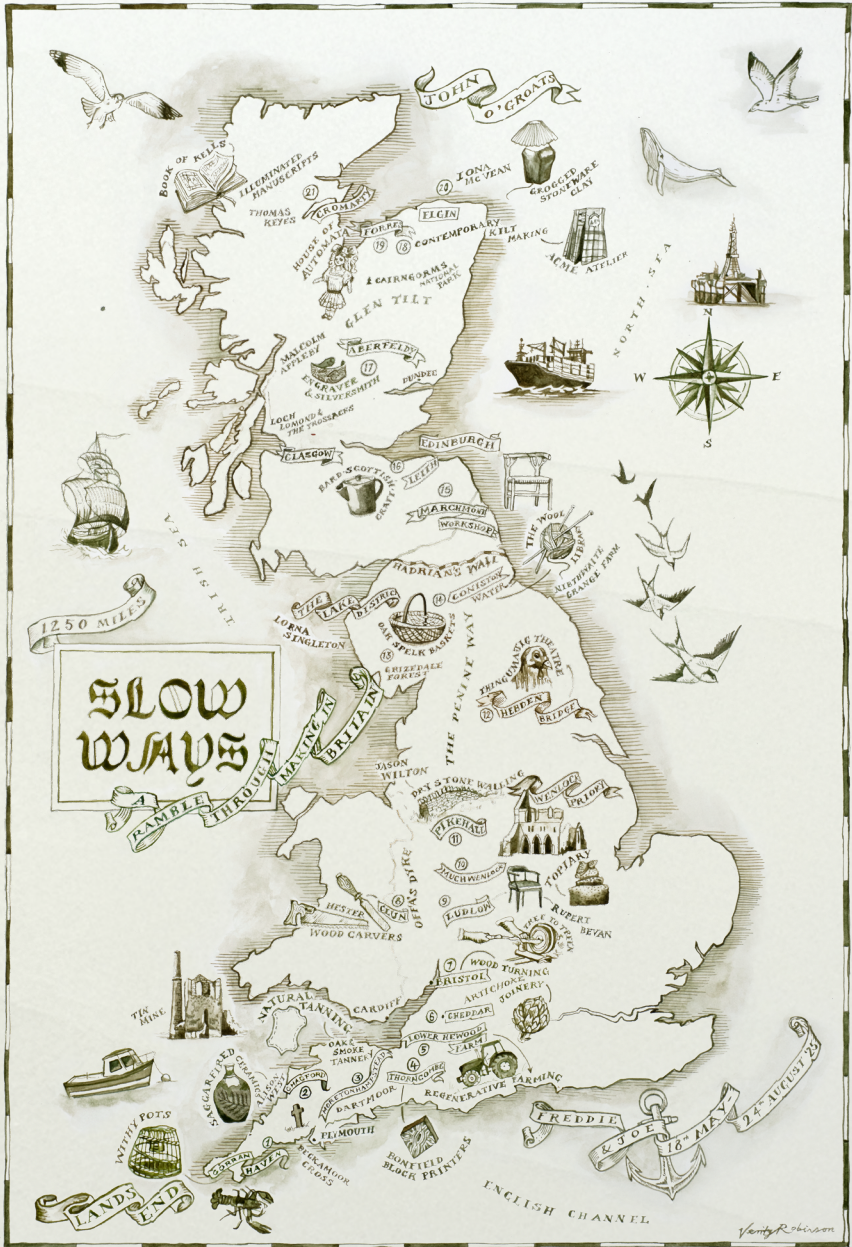 JOHN
O'GROATS
BOOK OF KELLS
ILLUMINATED
MANUSCRIPTS
THOMAS
KEYES
21
CROMARTY
20
IONA
MCVEAN
GROGGED
STONEWARE
CLAY
ELGIN
FORRES
19
18
CONTEMPORARY
KILT
MAKING
ACME ATELIER
HOUSE OF
AUTOMATA
CAIRNGORMS
NATIONAL
PARK
GLEN TILT
NORTH SEA
N
W
E
S
MALCOLM
APPLEBY
ABERFELDY
17
ENGRAVER
& SILVERSMITH
DUNDEE
LOCH
LOMOND &
THE TROSSACHS
GLASGOW
EDINBURGH
16
LEITH
BARD-SCOTTISH
CRAFT
15
MARCHMONT
WORKSHOPS
THE WOOL
LIBRARY
NIBTHWAITE
GRANGE FARM
IRISH SEA
HADRIAN'S WALL
14
CONISTON
WATER
THE
LAKE
DISTRICT
LORNA
SINGLETON
OAK SPELK BASKETS
13
GRIZEDALE
FOREST
1250 MILES
SLOW
WAYS
A
RAMBLE
THROUGH
MAKING IN
BRITAIN
THE PENINE WAY
THINGUMAJIG THEATRE
12
HEBDEN
BRIDGE
JASON
WILTON
DRY STONE WALLING
PIKEHALL
11
WENLOCK
PRIORY
10
MUCH WENLOCK
TOPIARY
OFFA'S DYKE
8
CLUN
HESTER
WOOD CARVERS
9
LUDLOW
RUPERT
BEVAN
TREE TO TREEN
7
WOOD TURNING
BRISTOL
ARTICHOKE
JOINERY
6
CHEDDAR
CARDIFF
TIN
MINE
NATURAL
TANNING
OAK &
SMOKE
TANNERY
LOWER HEWOOD
FARM
5
4
THORNCOMBE
REGENERATIVE FARMING
SAGGARFIRED
CERAMICS
ALISON
WEST
CHAGFORD
2
3
MORETONHAMPSTEAD
DARTMOOR
PLYMOUTH
BECKAMOOR
CROSS
BONFIELD
BLOCK PRINTERS
1
GORRAN
HAVEN
WITHY POTS
LANDS
END
FREDDIE
& JOE
18TH MAY-
24TH AUGUST 23
ENGLISH CHANNEL
Verity Robinson